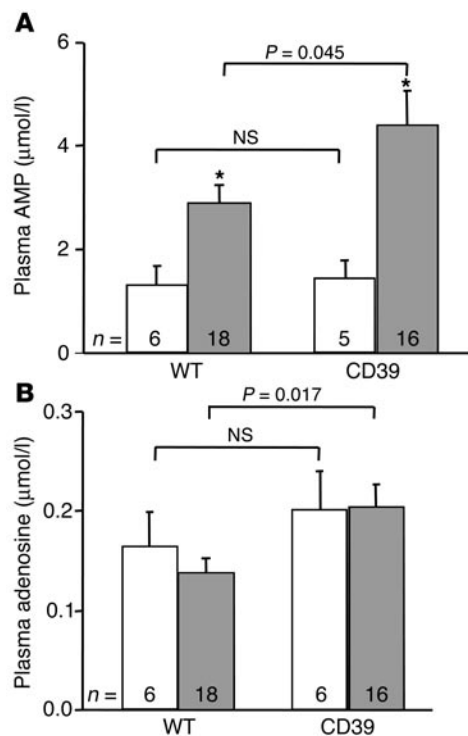 A
P = 0.045
*
*
NS
Plasma AMP (μmol/l)
6
4
2
0
n = 6 18 5 16
WT CD39
B
P = 0.017
NS
Plasma adenosine (μmol/l)
0.3
0.2
0.1
0.0
n = 6 18 6 16
WT CD39